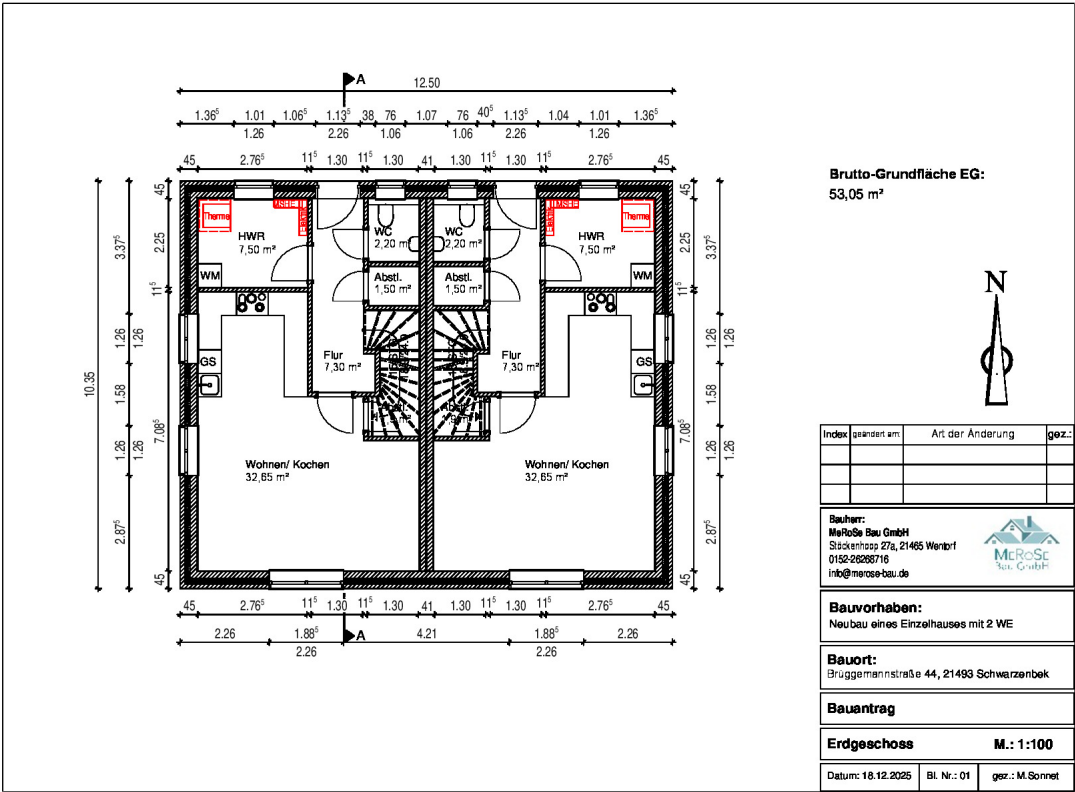 A
12.50
1.36⁵ 1.01 1.06⁵ 1.13⁵ 38 76 1.07 76 40⁵ 1.13⁵ 1.04 1.01 1.36⁵
1.26 2.26 1.06 1.06 2.26 1.26
45 2.76⁵ 11⁵ 1.30 11⁵ 1.30 41 1.30 11⁵ 1.30 11⁵ 2.76⁵ 45
Brutto-Grundfläche EG:
53,05 m²
N
10.35
3.37⁵
1.26
1.26
1.58
1.26
1.26
2.87⁵
45
2.25
11⁵
7.08⁵
45
Therme
HWR
7,50 m²
WM
WC
2,20 m²
Abstl.
1,50 m²
Flur
7,30 m²
GS
Wohnen/ Kochen
32,65 m²
WC
2,20 m²
Abstl.
1,50 m²
Flur
7,30 m²
Therme
HWR
7,50 m²
WM
GS
Wohnen/ Kochen
32,65 m²
45
2.25
11⁵
7.08⁵
45
3.37⁵
1.26
1.26
1.58
1.26
1.26
2.87⁵
45 2.76⁵ 11⁵ 1.30 11⁵ 1.30 41 1.30 11⁵ 1.30 11⁵ 2.76⁵ 45
2.26 1.88⁵ A 4.21 1.88⁵ 2.26
2.26 2.26
Index geändert am: Art der Änderung gez.:
Bauherr:
MeRoSe Bau GmbH
Stöckenhoop 27a, 21465 Wentorf
0152-26268716
info@merose-bau.de
MeRoSe
Bau GmbH
Bauvorhaben:
Neubau eines Einzelhauses mit 2 WE
Bauort:
Brüggemannstraße 44, 21493 Schwarzenbek
Bauantrag
Erdgeschoss M.: 1:100
Datum: 18.12.2025 Bl. Nr.: 01 gez.: M.Sonnet